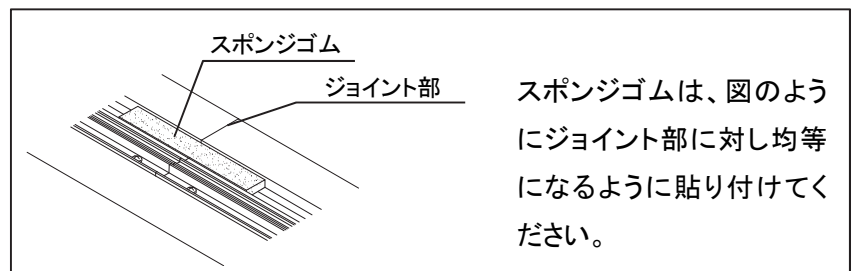 スポンジゴム
ジョイント部
スポンジゴムは、図のよう
にジョイント部に対し均等
になるように貼り付けてく
ださい。